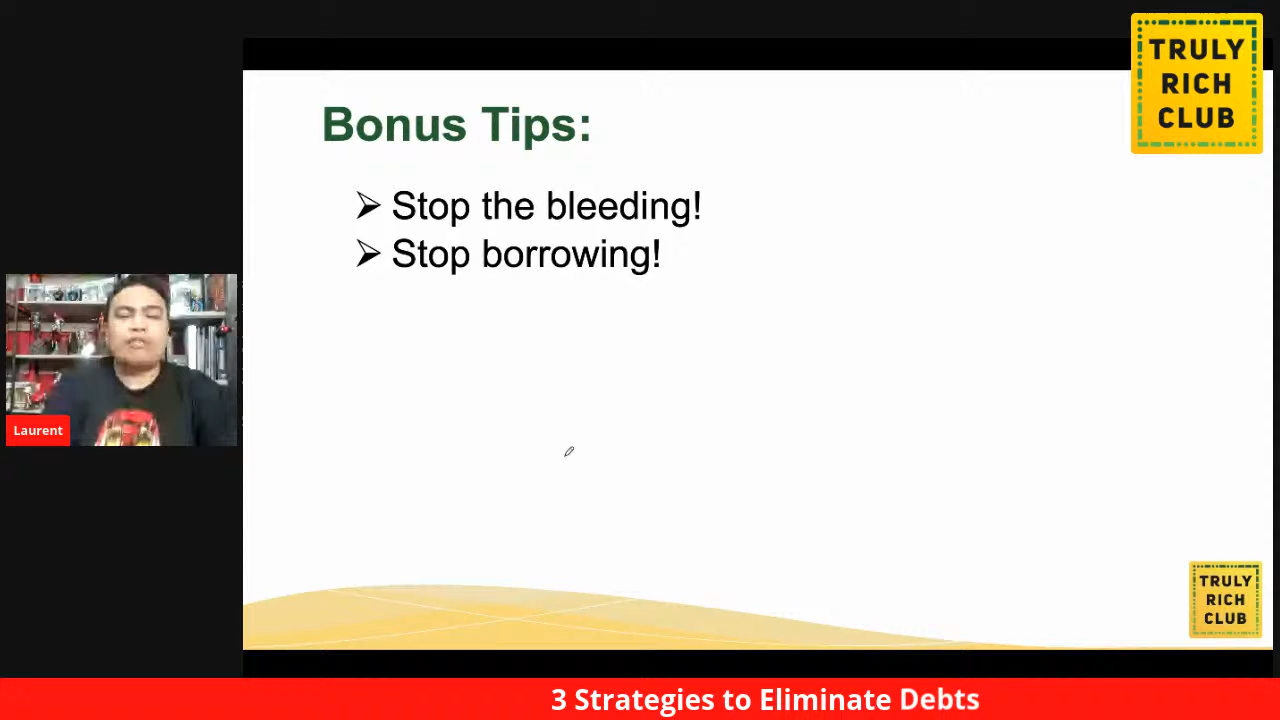 TRULY
RICH
CLUB
Bonus Tips:
Stop the bleeding!
Stop borrowing!
Laurent
TRULY
RICH
CLUB
3 Strategies to Eliminate Debts